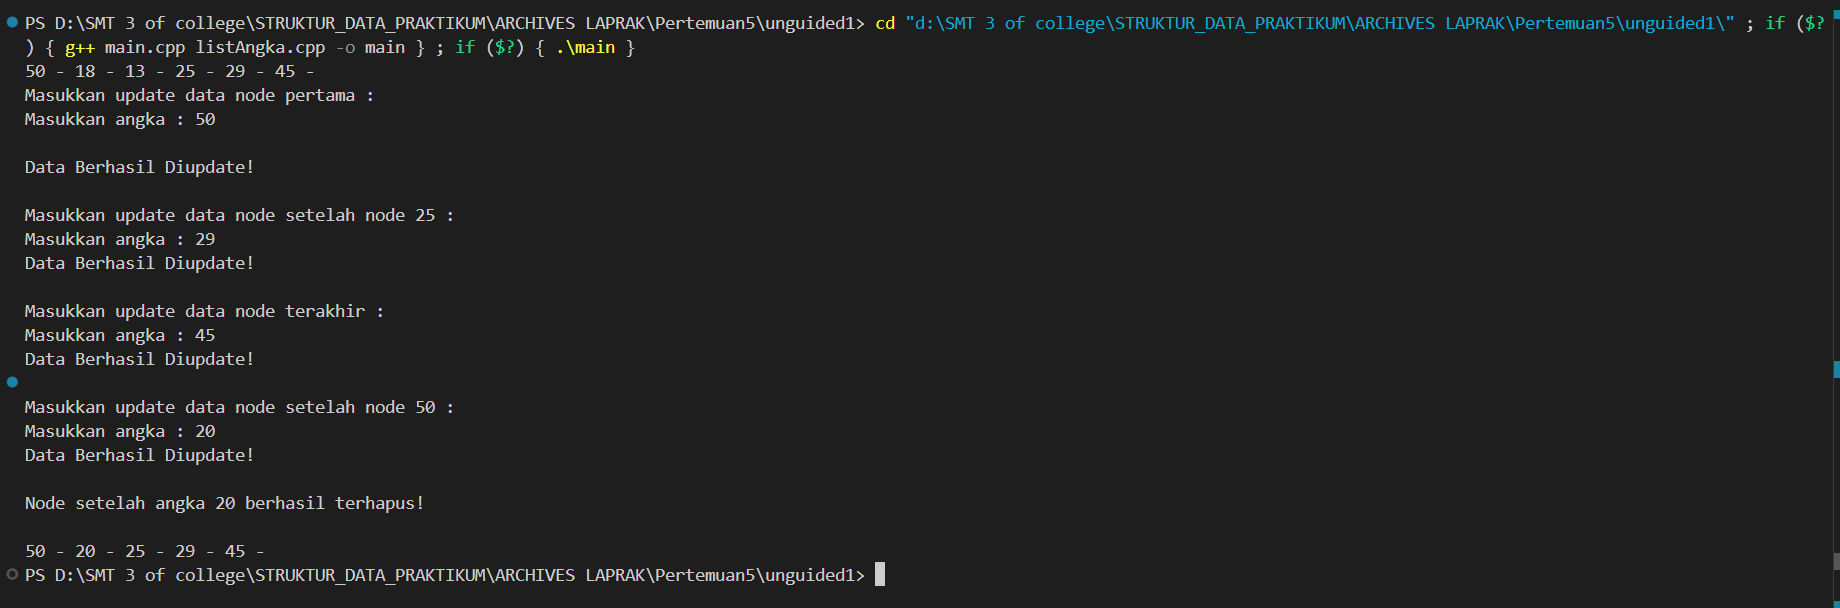 PS D:\SMT 3 of college\STRUKTUR_DATA_PRAKTIKUM\ARCHIVES LAPRAK\Pertemuan5\unguided1> cd "d:\SMT 3 of college\STRUKTUR_DATA_PRAKTIKUM\ARCHIVES LAPRAK\Pertemuan5\unguided1\" ; if ($?
) { g++ main.cpp listAngka.cpp -o main } ; if ($?) { .\main }
50 - 18 - 13 - 25 - 29 - 45 -
Masukkan update data node pertama :
Masukkan angka : 50
Data Berhasil Diupdate!
Masukkan update data node setelah node 25 :
Masukkan angka : 29
Data Berhasil Diupdate!
Masukkan update data node terakhir :
Masukkan angka : 45
Data Berhasil Diupdate!
Masukkan update data node setelah node 50 :
Masukkan angka : 20
Data Berhasil Diupdate!
Node setelah angka 20 berhasil terhapus!
50 - 20 - 25 - 29 - 45 -
PS D:\SMT 3 of college\STRUKTUR_DATA_PRAKTIKUM\ARCHIVES LAPRAK\Pertemuan5\unguided1>